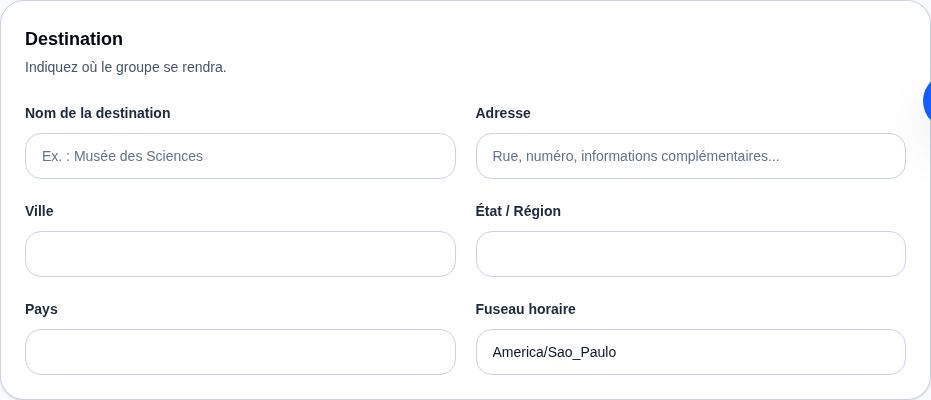 Destination
Indiquez où le groupe se rendra.
Nom de la destination
Adresse
Ex. : Musée des Sciences
Rue, numéro, informations complémentaires...
Ville
État / Région
Pays
Fuseau horaire
America/Sao_Paulo